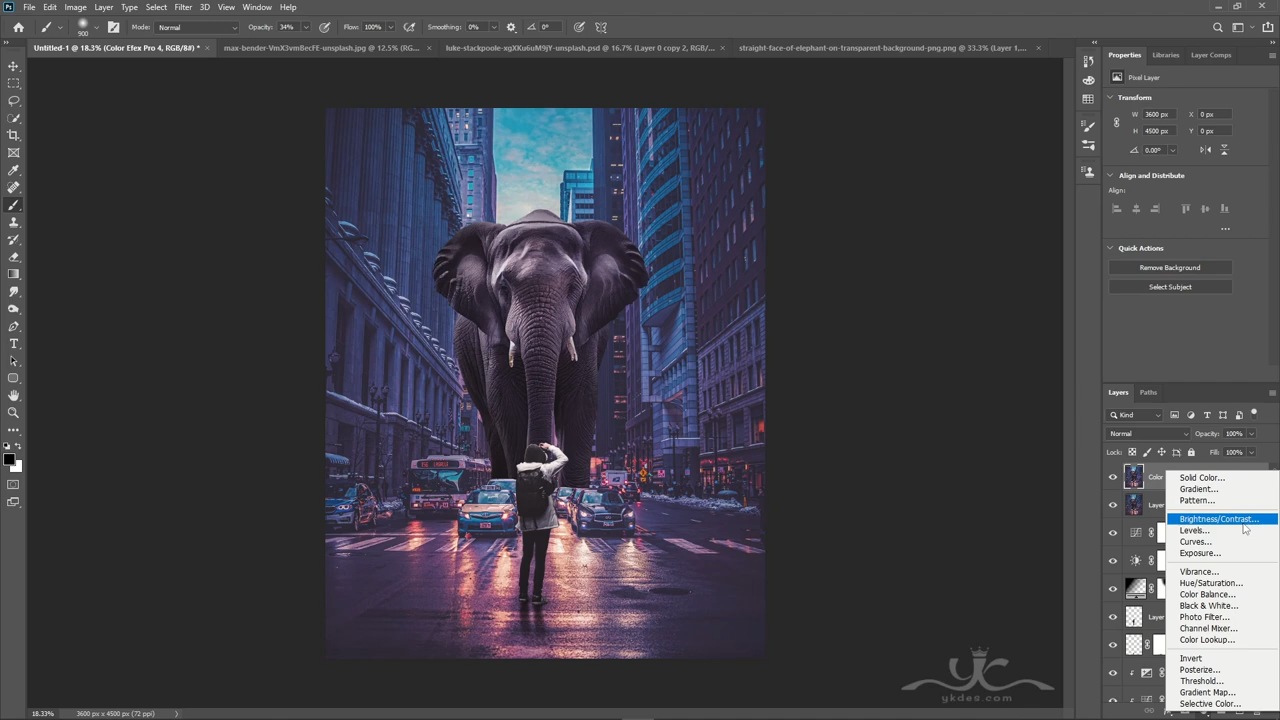 Ps File Edit Image Layer Type Select Filter 3D View Window Help
900 Mode: Normal Opacity: 34% Flow: 100% Smoothing: 0% 0°
Untitled-1 @ 18.3% (Color Efex Pro 4, RGB/8#) * × max-bender-VmX3vmBecFE-unsplash.jpg @ 12.5% (RG... × luke-stackpoole-xgXKu6uM9jY-unsplash.psd @ 16.7% (Layer 0 copy 2, RGB/... × straight-face-of-elephant-on-transparent-background-png.png @ 33.3% (Layer 1,... ×
Properties Libraries Layer Comps
Pixel Layer
Transform
W 3600 px X 0 px
H 4500 px Y 0 px
0.00°
Align and Distribute
Align:
Quick Actions
Remove Background
Select Subject
Layers Paths
Kind
Normal Opacity: 100%
Lock: Fill: 100%
Color
Layer
Layer
Solid Color...
Gradient...
Pattern...
Brightness/Contrast...
Levels...
Curves...
Exposure...
Vibrance...
Hue/Saturation...
Color Balance...
Black & White...
Photo Filter...
Channel Mixer...
Color Lookup...
Invert
Posterize...
Threshold...
Gradient Map...
Selective Color...
yc
ykdes.com
18.33% 3600 px x 4500 px (72 ppi)